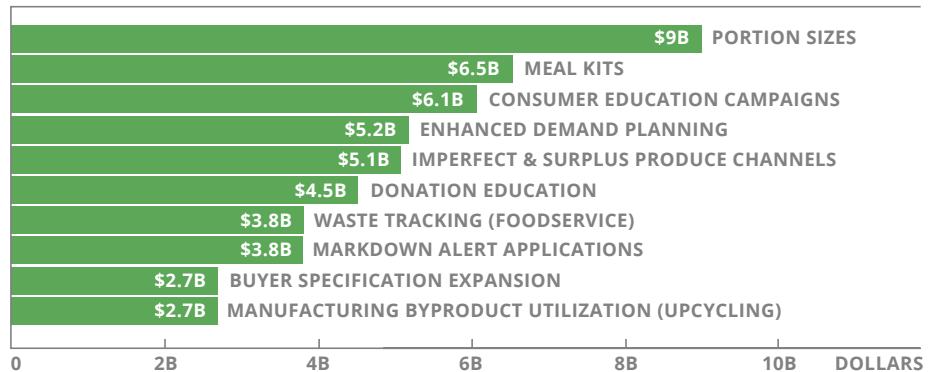 $9B PORTION SIZES
$6.5B MEAL KITS
$6.1B CONSUMER EDUCATION CAMPAIGNS
$5.2B ENHANCED DEMAND PLANNING
$5.1B IMPERFECT & SURPLUS PRODUCE CHANNELS
$4.5B DONATION EDUCATION
$3.8B WASTE TRACKING (FOODSERVICE)
$3.8B MARKDOWN ALERT APPLICATIONS
$2.7B BUYER SPECIFICATION EXPANSION
$2.7B MANUFACTURING BYPRODUCT UTILIZATION (UPCYCLING)
0 2B 4B 6B 8B 10B DOLLARS